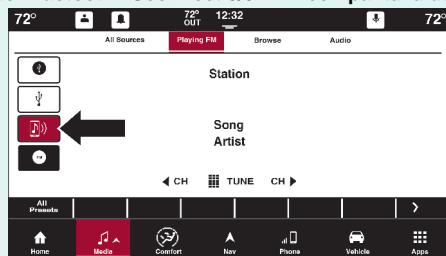 72° 72° 12:32 72°
OUT
All Sources Playing FM Browse Audio
Station
Song
Artist
CH TUNE CH
All
Presets
Home Media Comfort Nav Phone Vehicle Apps